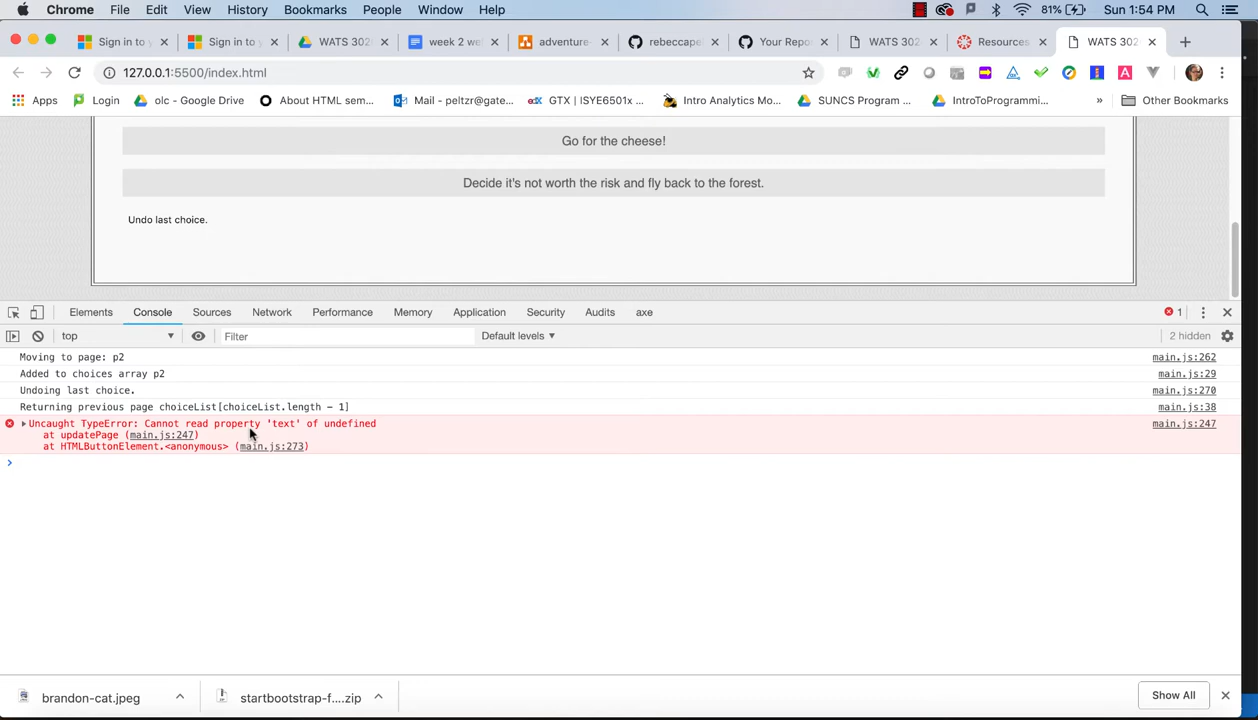 Chrome File Edit View History Bookmarks People Window Help 81% Sun 1:54 PM
Sign in to y Sign in to y WATS 302 week 2 we adventure- rebeccape Your Repo WATS 302 Resources WATS 302
127.0.0.1:5500/index.html
Apps Login olc - Google Drive About HTML sem... Mail - peltzr@gate... GTX | ISYE6501x ... Intro Analytics Mo... SUNCS Program ... IntroToProgrammi... » Other Bookmarks
Go for the cheese!
Decide it's not worth the risk and fly back to the forest.
Undo last choice.
Elements Console Sources Network Performance Memory Application Security Audits axe 1
top Filter Default levels 2 hidden
Moving to page: p2 main.js:262
Added to choices array p2 main.js:29
Undoing last choice. main.js:270
Returning previous page choiceList[choiceList.length - 1] main.js:38
Uncaught TypeError: Cannot read property 'text' of undefined main.js:247
at updatePage (main.js:247)
at HTMLButtonElement.<anonymous> (main.js:273)
>
brandon-cat.jpeg startbootstrap-f....zip Show All